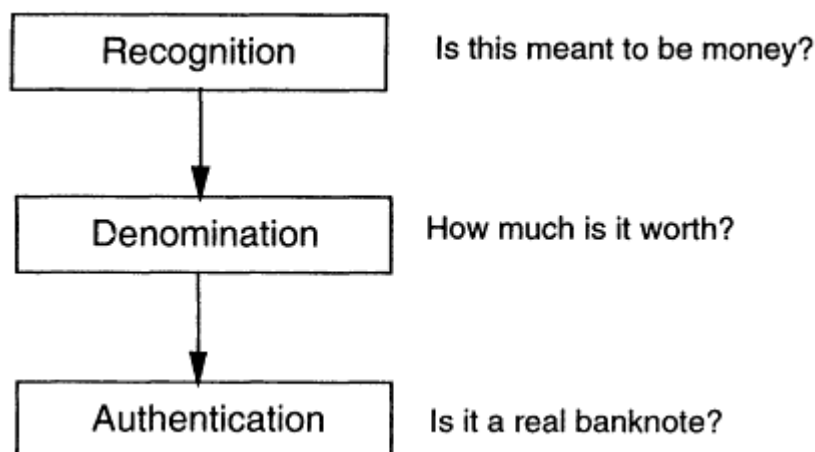 Recognition Is this meant to be money?
Denomination How much is it worth?
Authentication Is it a real banknote?